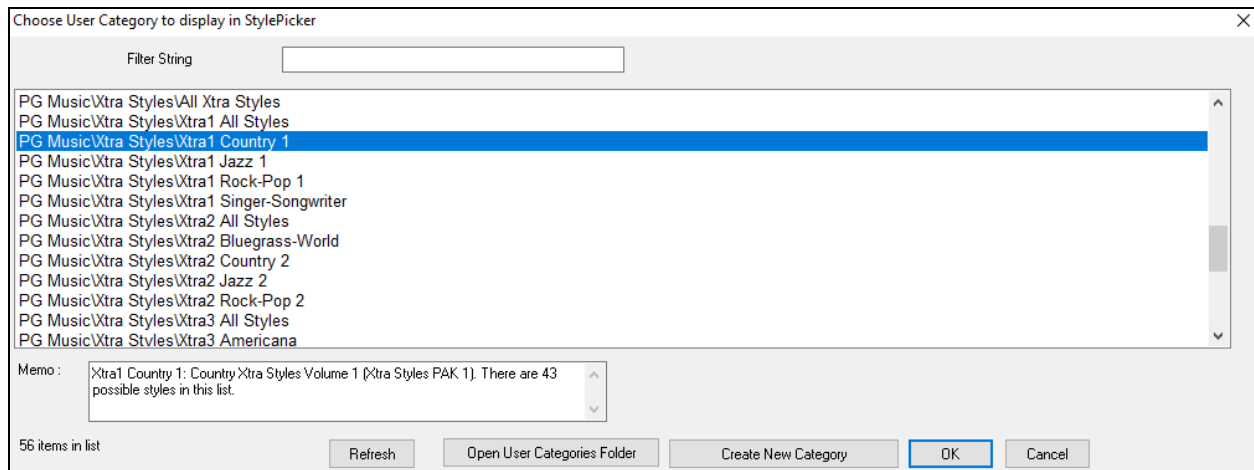 Choose User Category to display in StylePicker
Filter String
PG Music\Xtra Styles\All Xtra Styles
PG Music\Xtra Styles\Xtra1 All Styles
PG Music\Xtra Styles\Xtra1 Country 1
PG Music\Xtra Styles\Xtra1 Jazz 1
PG Music\Xtra Styles\Xtra1 Rock-Pop 1
PG Music\Xtra Styles\Xtra1 Singer-Songwriter
PG Music\Xtra Styles\Xtra2 All Styles
PG Music\Xtra Styles\Xtra2 Bluegrass-World
PG Music\Xtra Styles\Xtra2 Country 2
PG Music\Xtra Styles\Xtra2 Jazz 2
PG Music\Xtra Styles\Xtra2 Rock-Pop 2
PG Music\Xtra Styles\Xtra3 All Styles
PG Music\Xtra Styles\Xtra3 Americana
Memo :
Xtra1 Country 1: Country Xtra Styles Volume 1 (Xtra Styles PAK 1). There are 43
possible styles in this list.
56 items in list
Refresh
Open User Categories Folder
Create New Category
OK
Cancel